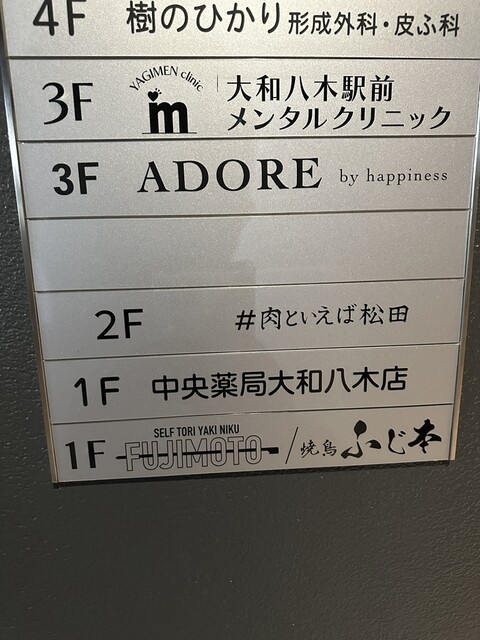 4F 樹のひかり 形成外科・皮ふ科
3F YAGIMEN clinic m 大和八木駅前
メンタルクリニック
3F ADORE by happiness
2F #肉といえば松田
1F 中央薬局大和八木店
SELF TORI YAKI NIKU
1F FUJIMOTO / 焼鳥 ふじ本